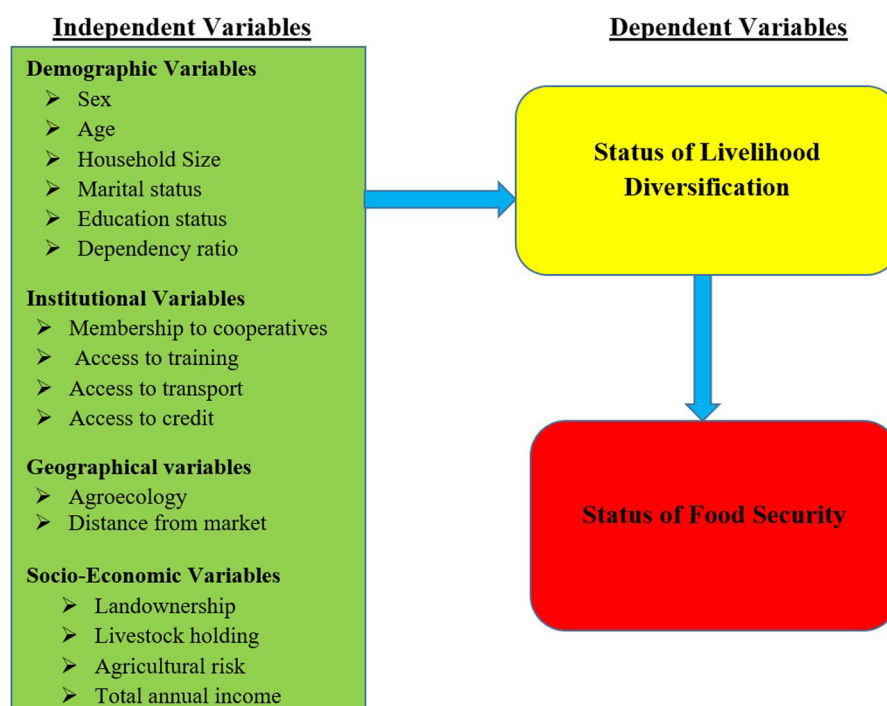 Independent Variables
Demographic Variables
➢ Sex
➢ Age
➢ Household Size
➢ Marital status
➢ Education status
➢ Dependency ratio
Institutional Variables
➢ Membership to cooperatives
➢ Access to training
➢ Access to transport
➢ Access to credit
Geographical variables
➢ Agroecology
➢ Distance from market
Socio-Economic Variables
➢ Landownership
➢ Livestock holding
➢ Agricultural risk
➢ Total annual income
Dependent Variables
Status of Livelihood
Diversification
Status of Food Security